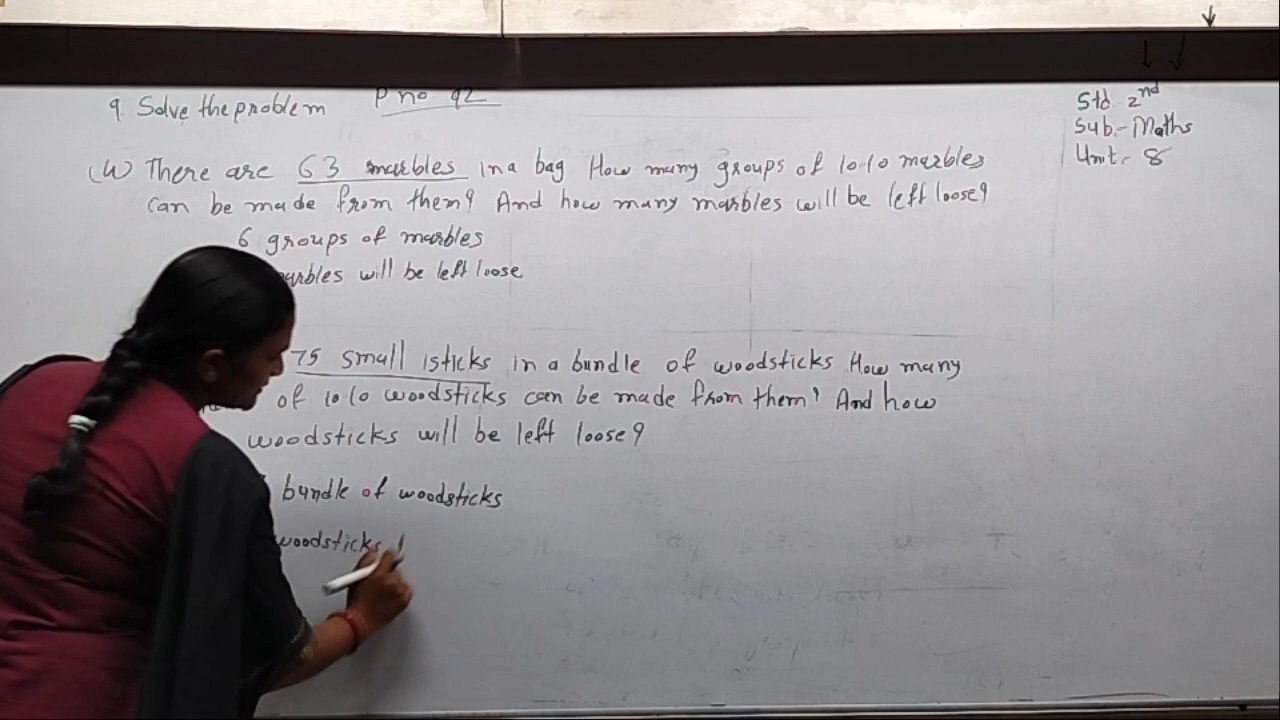 9. Solve the problem P no 92
Std. 2nd
Sub.- Maths
Unit.- 8
There are 63 marbles in a bag How many groups of 10 10 marbles
can be made from them? And how many marbles will be left loose?
6 groups of marbles
arbles will be left loose
75 small sticks in a bundle of woodsticks How many
of 10 10 woodsticks can be made from them? And how
woodsticks will be left loose?
bundle of woodsticks
woodsticks